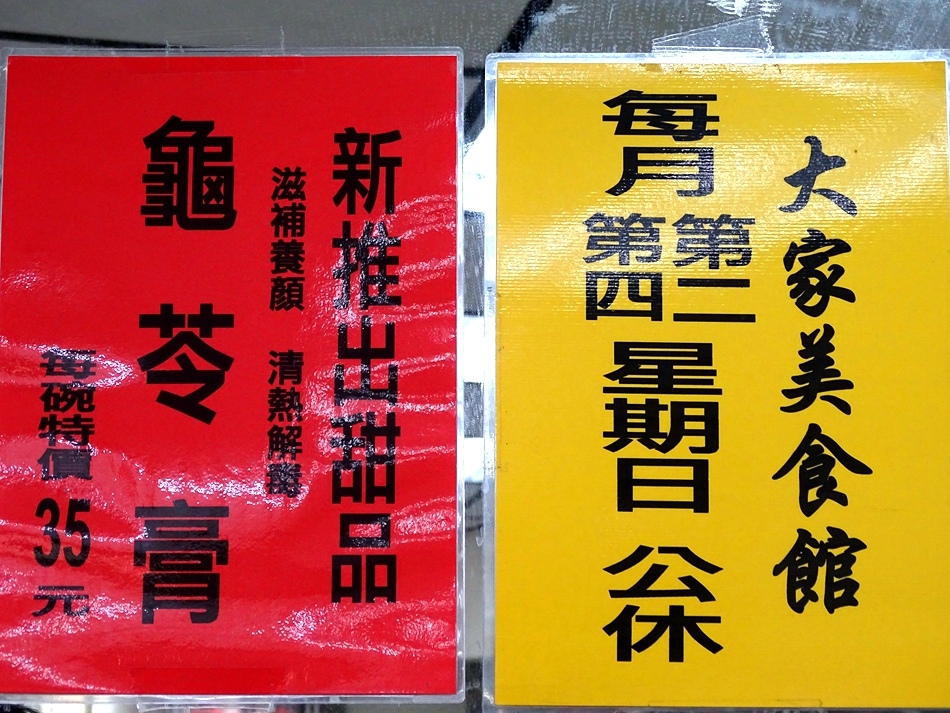 新推出甜品
滋補養顏 清熱解毒
龜苓膏
每碗特價35元
大家美食館
每月第二第四星期日公休